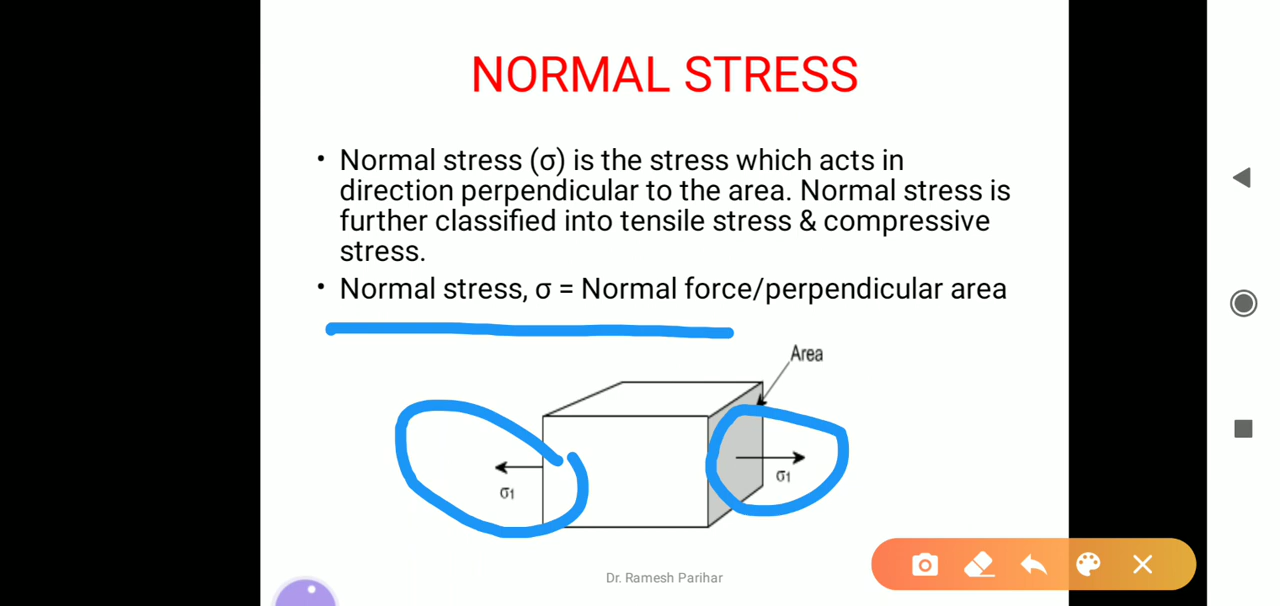 NORMAL STRESS
• Normal stress (σ) is the stress which acts in
direction perpendicular to the area. Normal stress is
further classified into tensile stress & compressive
stress.
• Normal stress, σ = Normal force/perpendicular area
Area
σ1
σ1
Dr. Ramesh Parihar